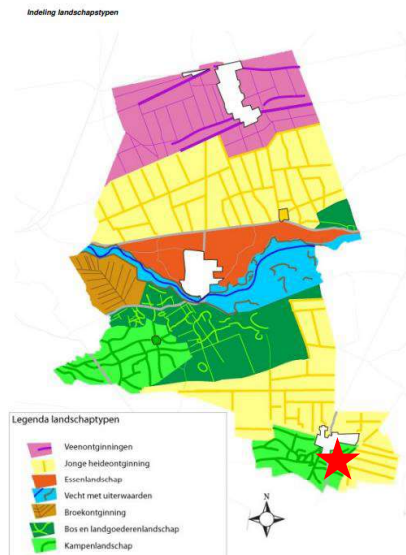 Indeling landschapstypen
N
Legenda landschaptypen
Veenontginningen
Jonge heideontginning
Essenlandschap
Vecht met uiterwaarden
Broekontginning
Bos en landgoederenlandschap
Kampenlandschap